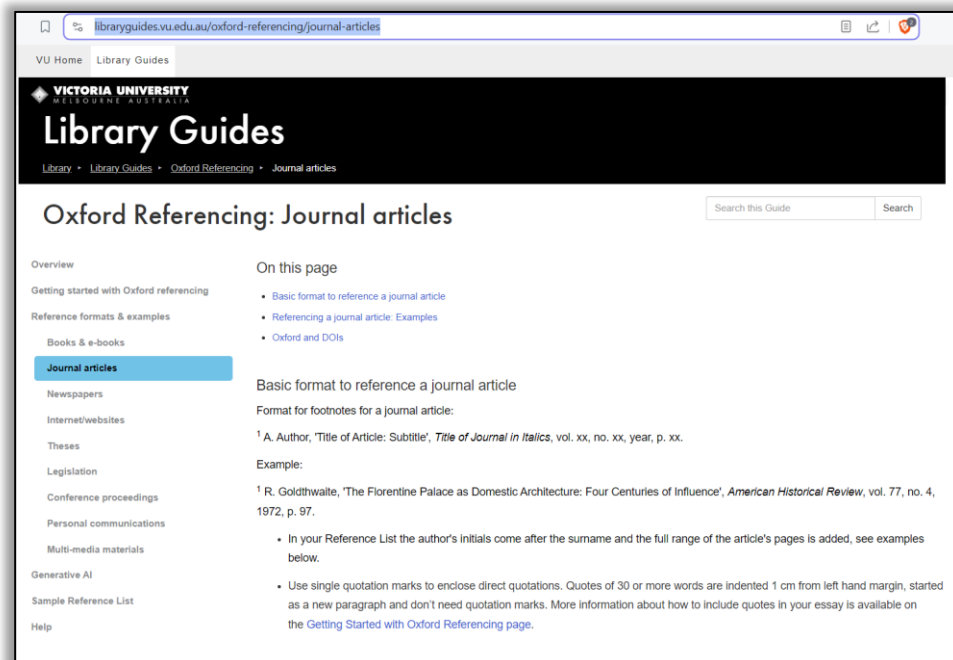 libraryguides.vu.edu.au/oxford-referencing/journal-articles
VU Home Library Guides
VICTORIA UNIVERSITY
MELBOURNE AUSTRALIA
Library Guides
Library ▸ Library Guides ▸ Oxford Referencing ▸ Journal articles
Oxford Referencing: Journal articles
Search this Guide Search
Overview
Getting started with Oxford referencing
Reference formats & examples
Books & e-books
Journal articles
Newspapers
Internet/websites
Theses
Legislation
Conference proceedings
Personal communications
Multi-media materials
Generative AI
Sample Reference List
Help
On this page
• Basic format to reference a journal article
• Referencing a journal article: Examples
• Oxford and DOIs
Basic format to reference a journal article
Format for footnotes for a journal article:
1 A. Author, 'Title of Article: Subtitle', Title of Journal in Italics, vol. xx, no. xx, year, p. xx.
Example:
1 R. Goldthwaite, 'The Florentine Palace as Domestic Architecture: Four Centuries of Influence', American Historical Review, vol. 77, no. 4,
1972, p. 97.
• In your Reference List the author's initials come after the surname and the full range of the article's pages is added, see examples
below.
• Use single quotation marks to enclose direct quotations. Quotes of 30 or more words are indented 1 cm from left hand margin, started
as a new paragraph and don't need quotation marks. More information about how to include quotes in your essay is available on
the Getting Started with Oxford Referencing page.